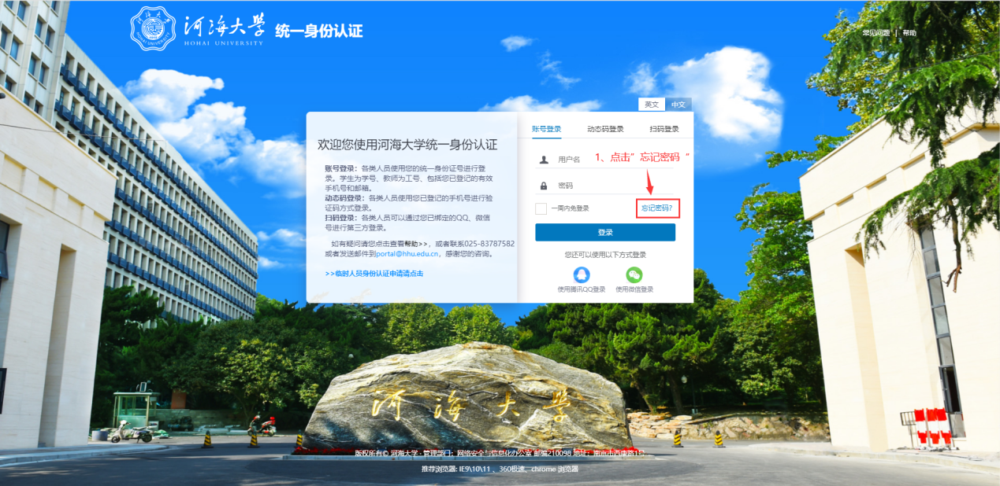 河海大学 统一身份认证
HOHAI UNIVERSITY
常见问题 | 帮助
英文 中文
账号登录 动态码登录 扫码登录
欢迎您使用河海大学统一身份认证
账号登录：各类人员使用您的统一身份证号进行登
录。学生为学号、教师为工号、包括您已登记的有效
手机号和邮箱。
动态码登录：各类人员使用您已登记的手机号进行验
证码方式登录。
扫码登录：各类人员可以通过您已绑定的QQ、微信
号进行第三方登录。
如有疑问请您点击查看帮助>>，或者联系025-83787582
或者发送邮件到portal@hhu.edu.cn，感谢您的咨询。
>>临时人员身份认证申请请点击
用户名
1、点击”忘记密码 “
密码
一周内免登录
忘记密码?
登录
您还可以使用以下方式登录
使用腾讯QQ登录 使用微信登录
河海大学
版权所有© 河海大学 · 管理部门：网络安全与信息化办公室 邮编210098 地址：南京市西康路1号
推荐浏览器: IE9\10\11 、360极速、chrome 浏览器